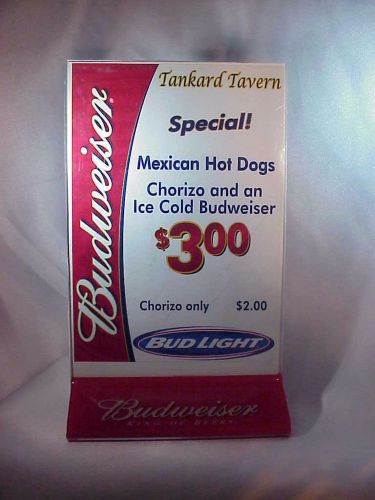 Budweiser
Tankard Tavern
Special!
Mexican Hot Dogs
Chorizo and an
Ice Cold Budweiser
$3.00
Chorizo only $2.00
BUD LIGHT
Budweiser
KING OF BEERS